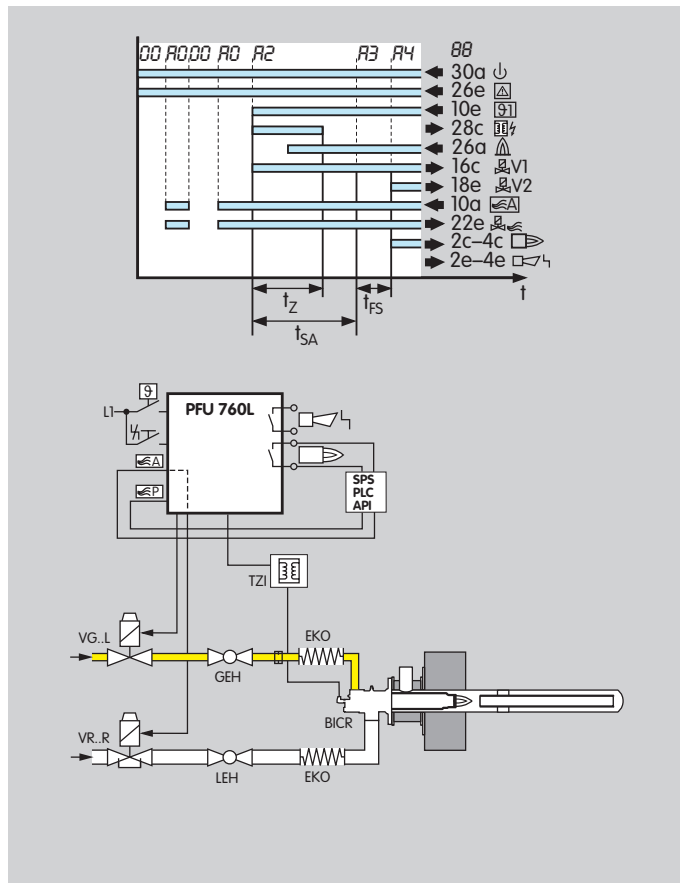 00 A0 00 A0 A2 A3 A4 88
30a
26e
10e ϑ1
28c
26a
16c V1
18e V2
10a A
22e
2c–4c
2e–4e
t
tZ
tFS
tSA
ϑ
L1
PFU 760L
A
P
SPS
PLC
API
TZI
VG..L
EKO
GEH
BICR
VR..R
LEH
EKO